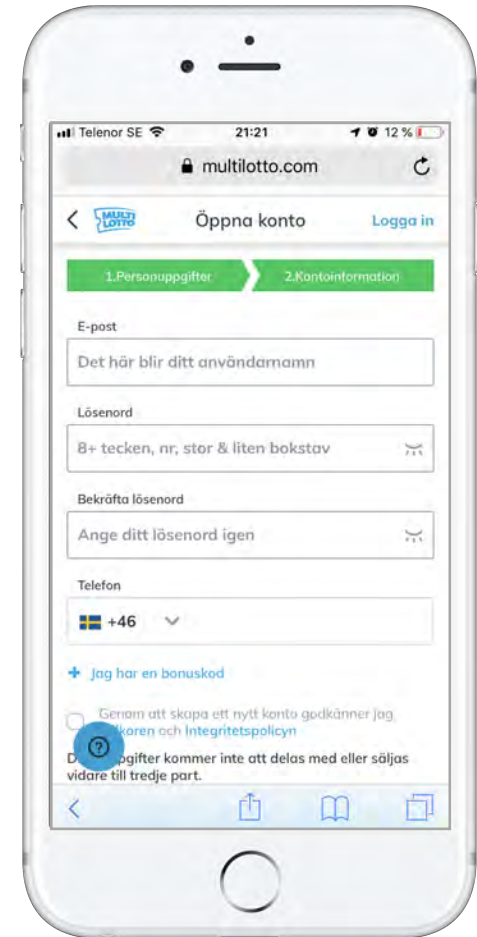 Telenor SE 21:21 12 %
multilotto.com
MULTI
LOTTO
Öppna konto
Logga in
1.Personuppgifter 2.Kontoinformation
E-post
Det här blir ditt användarnamn
Lösenord
8+ tecken, nr, stor & liten bokstav
Bekräfta lösenord
Ange ditt lösenord igen
Telefon
+46
+ Jag har en bonuskod
Genom att skapa ett nytt konto godkänner jag
och Integritetspolicyn
kommer inte att delas med eller säljas
vidare till tredje part.